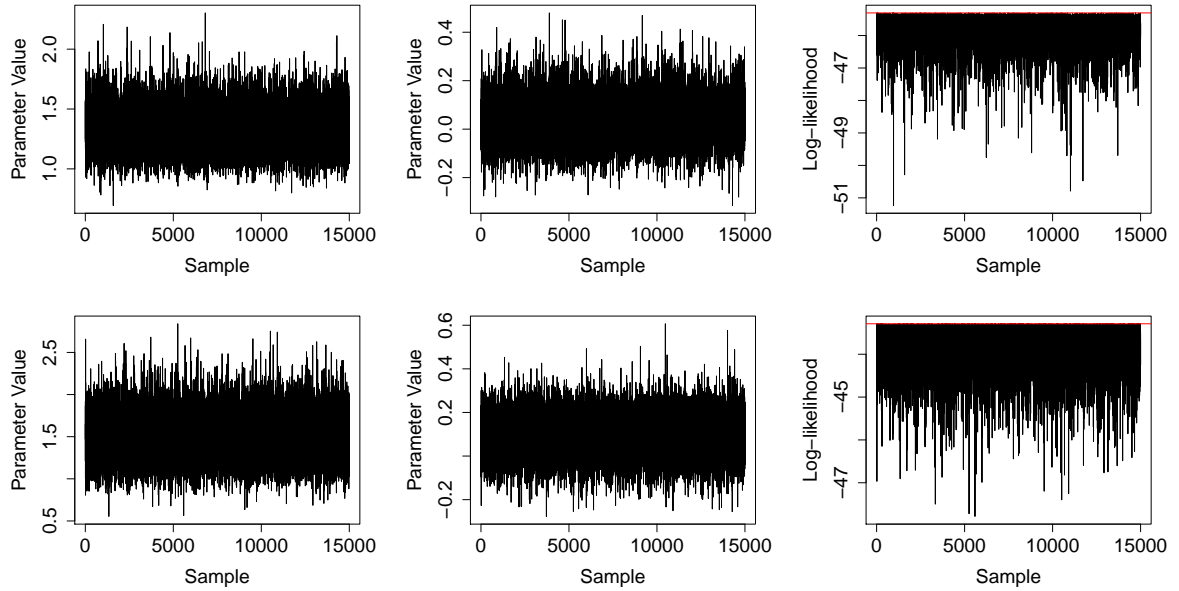 Parameter Value
1.0 1.5 2.0
0 5000 10000 15000
Sample
Parameter Value
−0.2 0.0 0.2 0.4
0 5000 10000 15000
Sample
Log−likelihood
−51 −49 −47
0 5000 10000 15000
Sample
Parameter Value
0.5 1.5 2.5
0 5000 10000 15000
Sample
Parameter Value
−0.2 0.2 0.4 0.6
0 5000 10000 15000
Sample
Log−likelihood
−47 −45
0 5000 10000 15000
Sample